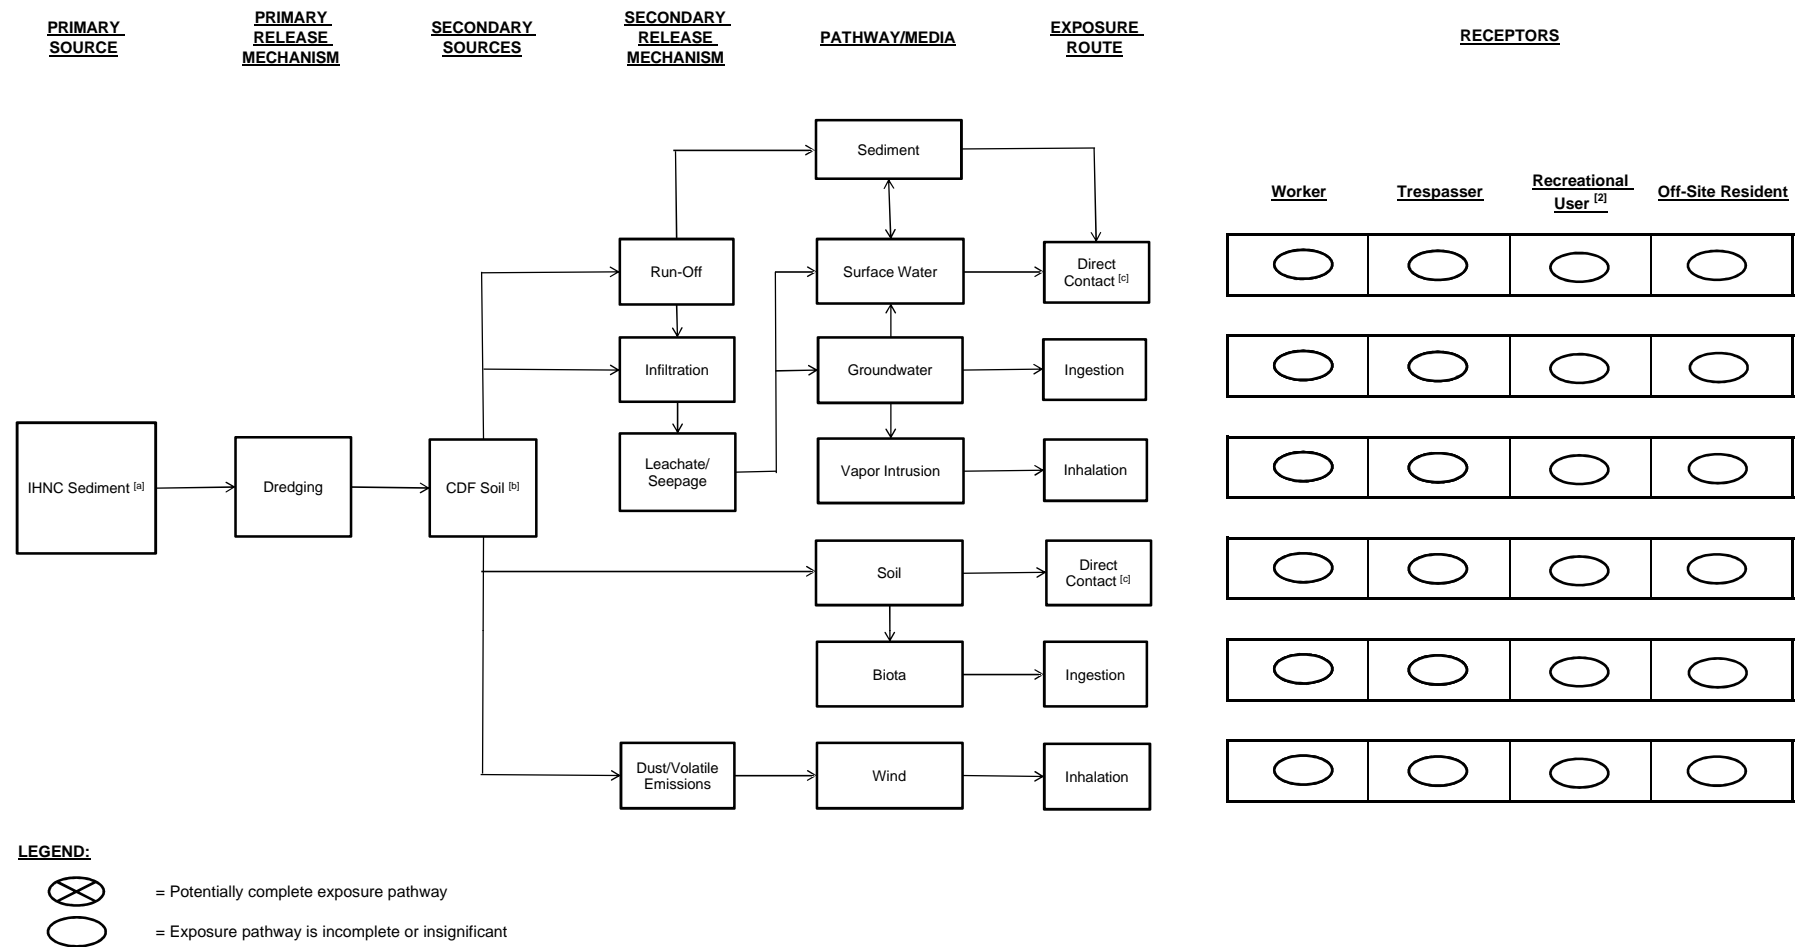 PRIMARY
SOURCE
PRIMARY
RELEASE
MECHANISM
SECONDARY
SOURCES
SECONDARY
RELEASE
MECHANISM
PATHWAY/MEDIA
EXPOSURE
ROUTE
RECEPTORS
Sediment
Worker
Trespasser
Recreational
User [2]
Off-Site Resident
Run-Off
Surface Water
Direct
Contact [c]
Infiltration
Groundwater
Ingestion
IHNC Sediment [a]
Dredging
CDF Soil [b]
Leachate/
Seepage
Vapor Intrusion
Inhalation
Soil
Direct
Contact [c]
Biota
Ingestion
Dust/Volatile
Emissions
Wind
Inhalation
LEGEND:
= Potentially complete exposure pathway
= Exposure pathway is incomplete or insignificant